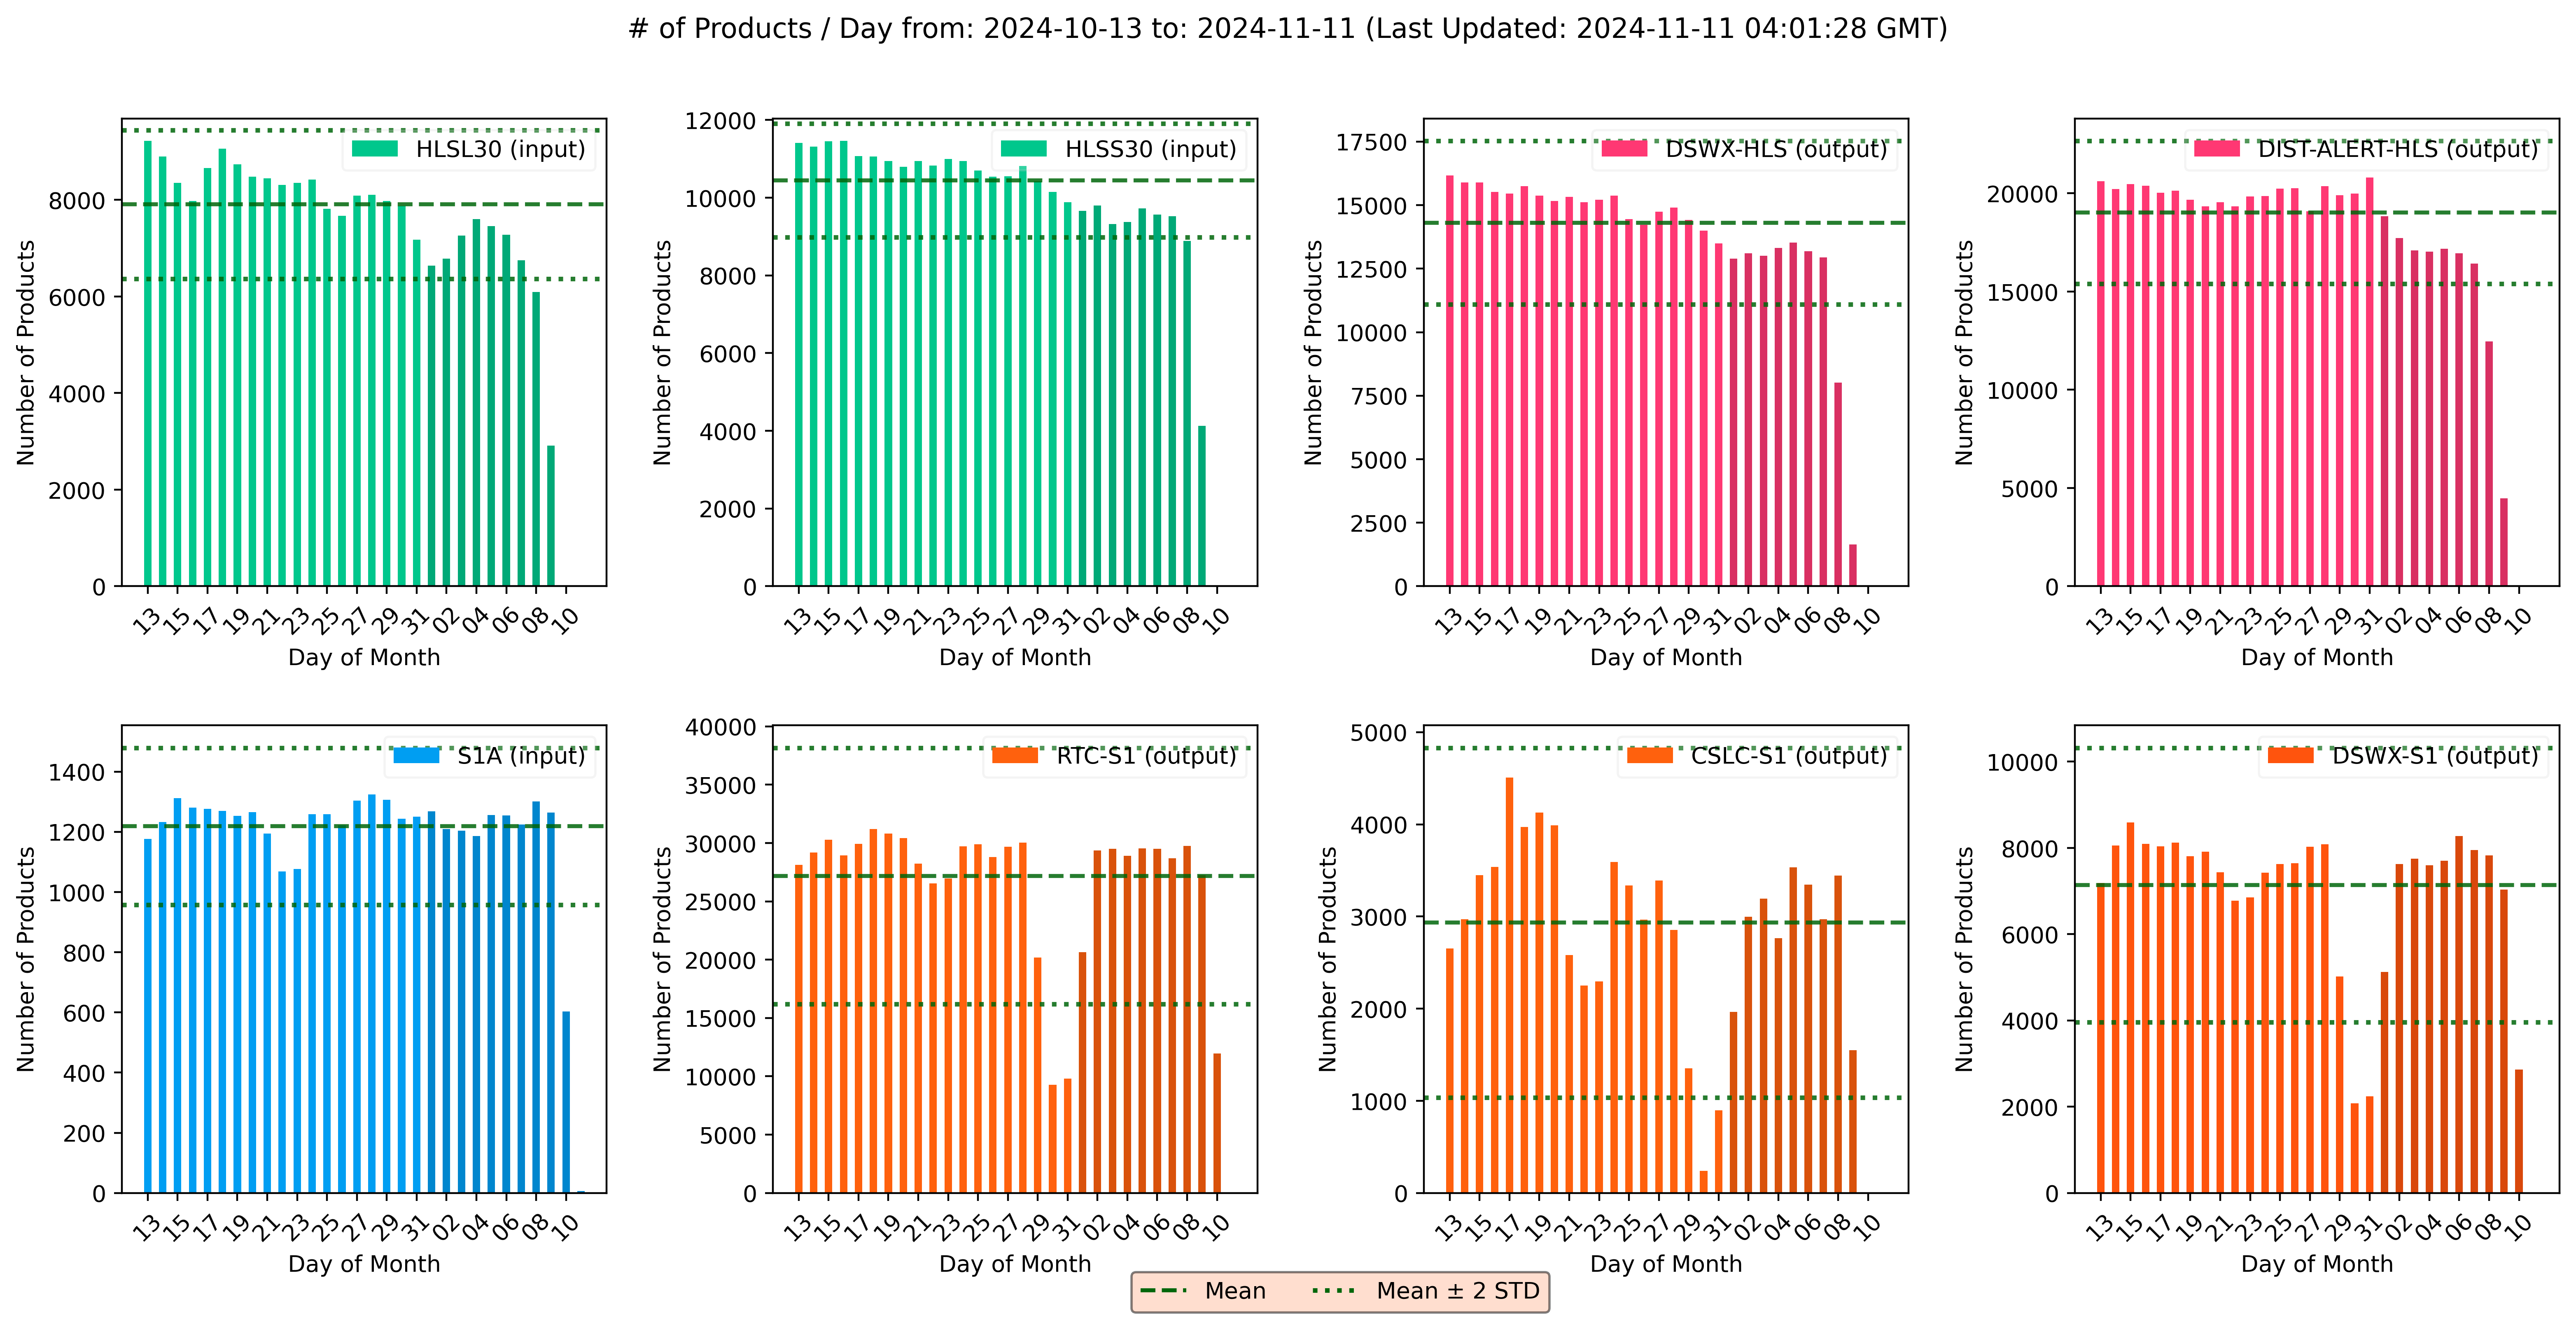 # of Products / Day from: 2024-10-13 to: 2024-11-11 (Last Updated: 2024-11-11 04:01:28 GMT)
HLSL30 (input)
Number of Products
8000
6000
4000
2000
0
13 15 17 19 21 23 25 27 29 31 02 04 06 08 10
Day of Month
HLSS30 (input)
Number of Products
12000
10000
8000
6000
4000
2000
0
13 15 17 19 21 23 25 27 29 31 02 04 06 08 10
Day of Month
DSWX-HLS (output)
Number of Products
17500
15000
12500
10000
7500
5000
2500
0
13 15 17 19 21 23 25 27 29 31 02 04 06 08 10
Day of Month
DIST-ALERT-HLS (output)
Number of Products
20000
15000
10000
5000
0
13 15 17 19 21 23 25 27 29 31 02 04 06 08 10
Day of Month
S1A (input)
Number of Products
1400
1200
1000
800
600
400
200
0
13 15 17 19 21 23 25 27 29 31 02 04 06 08 10
Day of Month
RTC-S1 (output)
Number of Products
40000
35000
30000
25000
20000
15000
10000
5000
0
13 15 17 19 21 23 25 27 29 31 02 04 06 08 10
Day of Month
CSLC-S1 (output)
Number of Products
5000
4000
3000
2000
1000
0
13 15 17 19 21 23 25 27 29 31 02 04 06 08 10
Day of Month
DSWX-S1 (output)
Number of Products
10000
8000
6000
4000
2000
0
13 15 17 19 21 23 25 27 29 31 02 04 06 08 10
Day of Month
Mean
Mean ± 2 STD